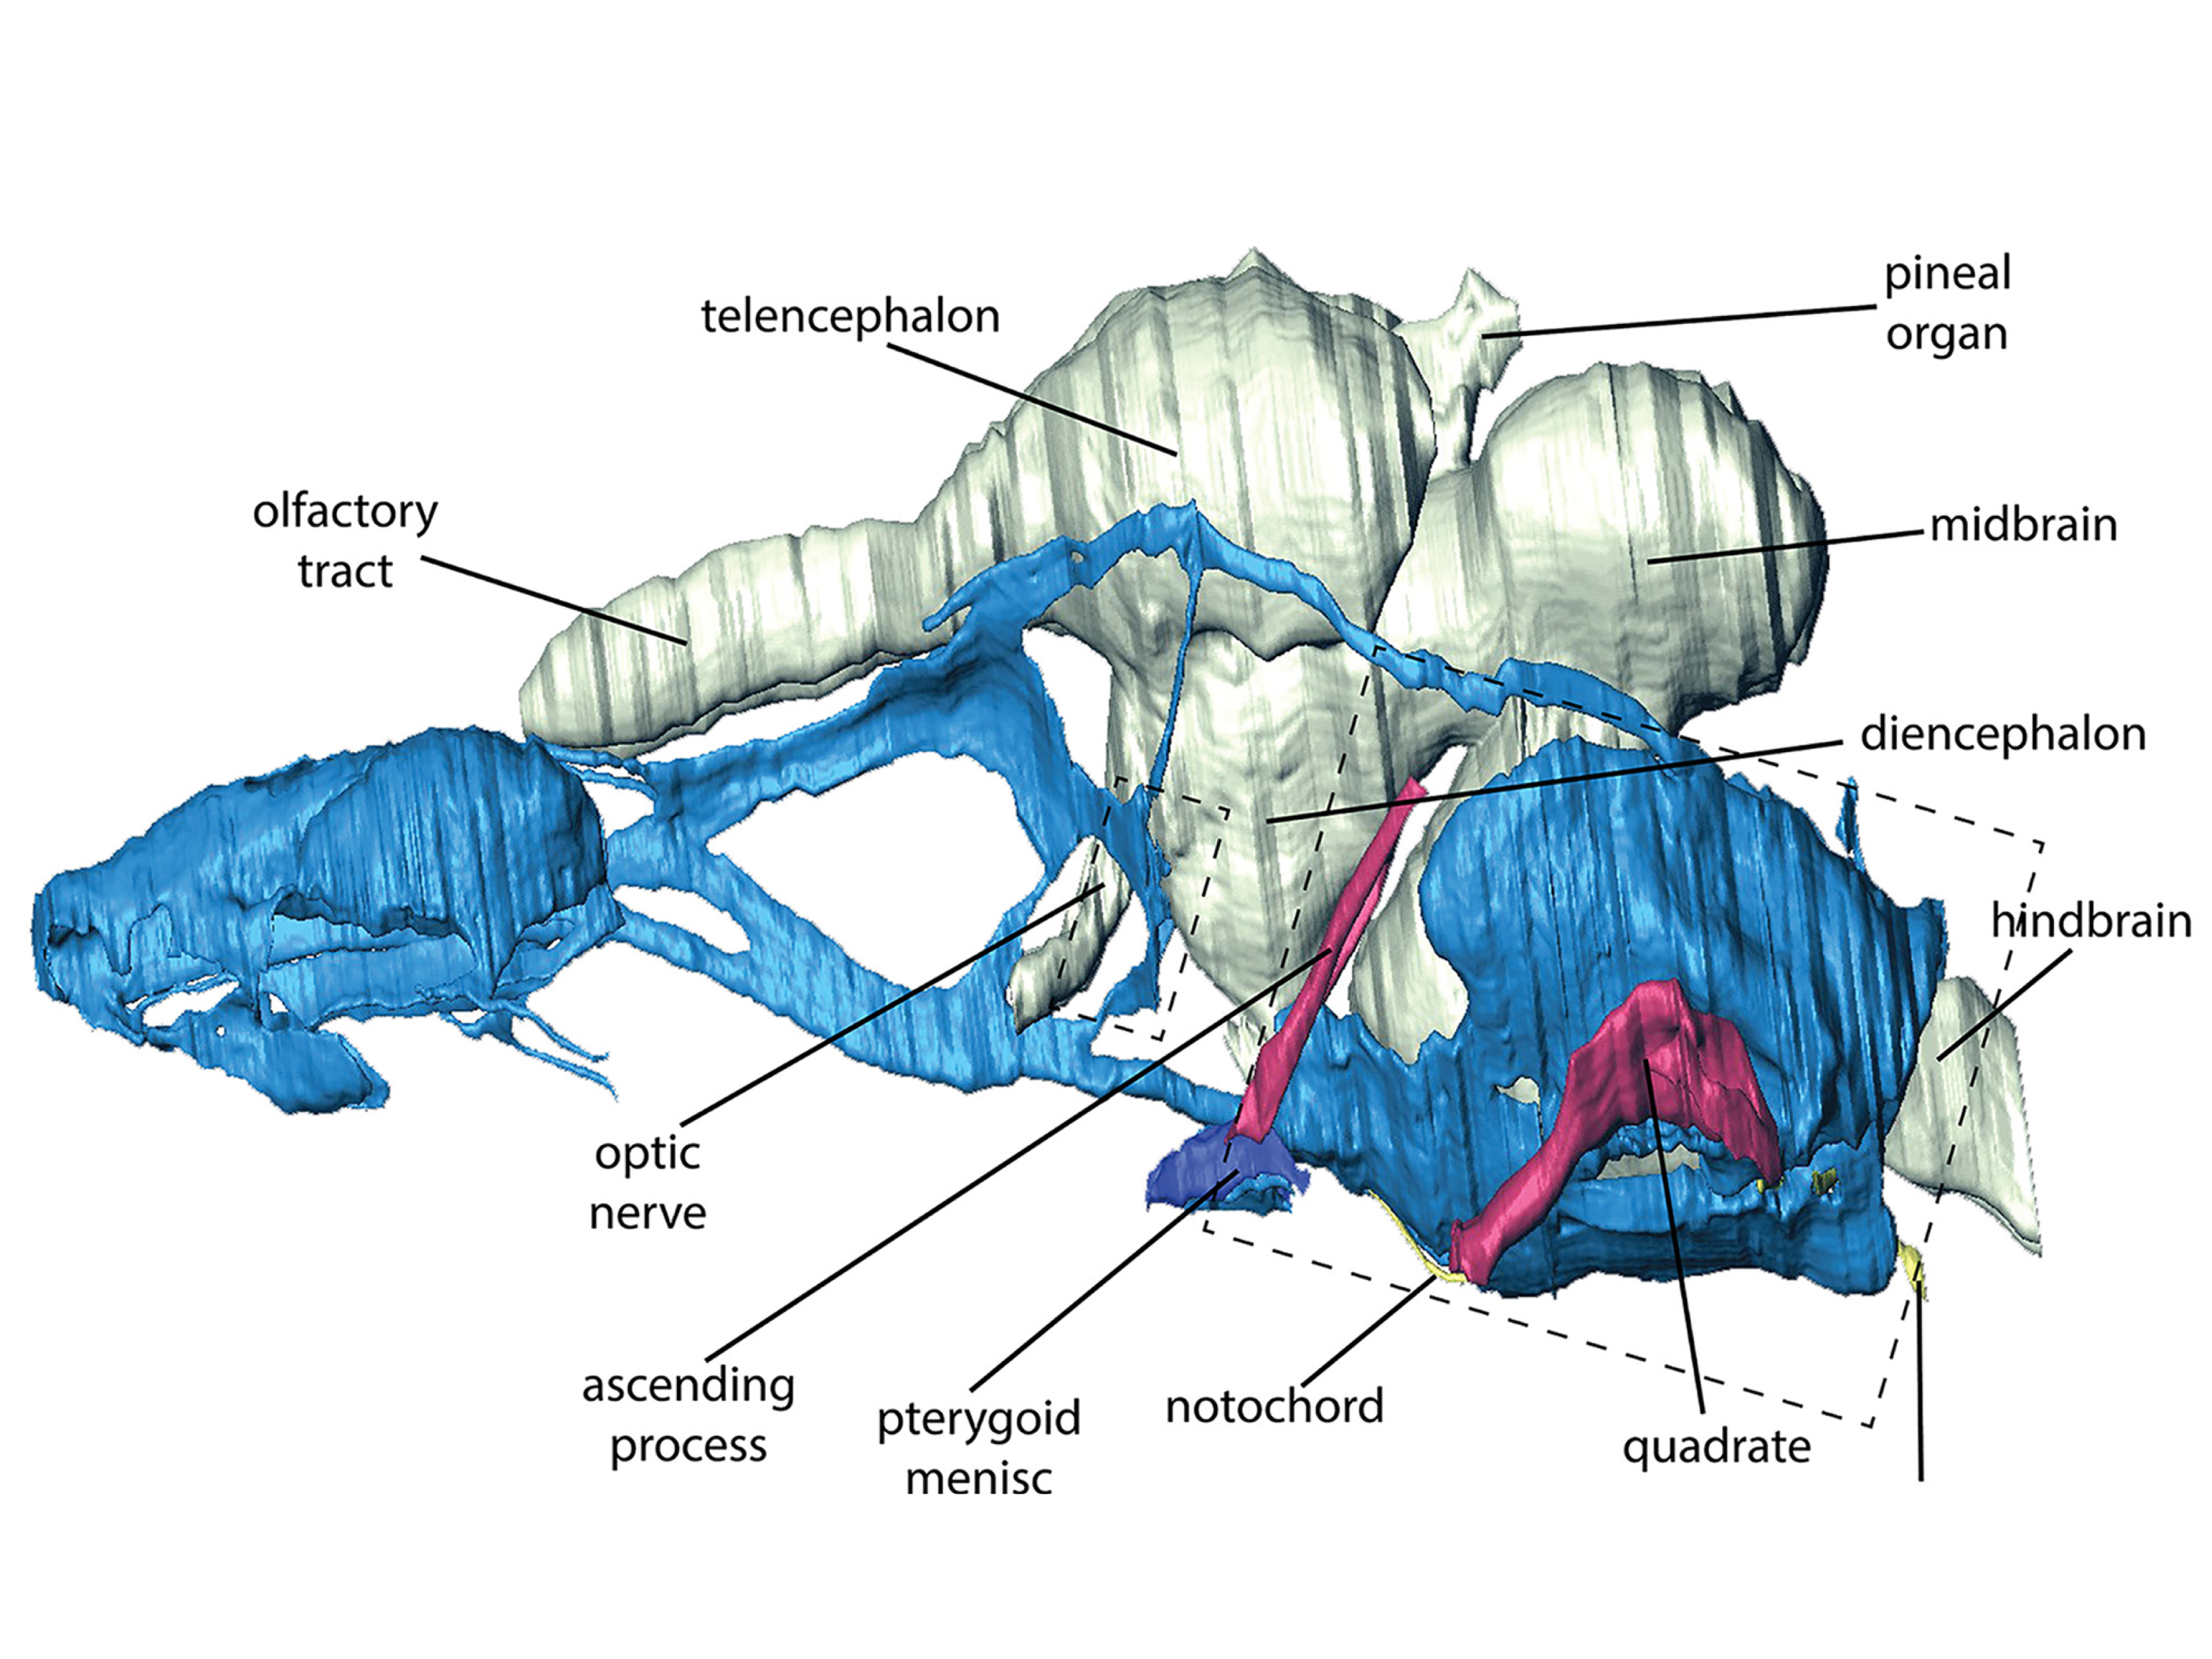 pineal
organ
telencephalon
olfactory
tract
midbrain
diencephalon
hindbrain
optic
nerve
ascending
process
pterygoid
menisc
notochord
quadrate